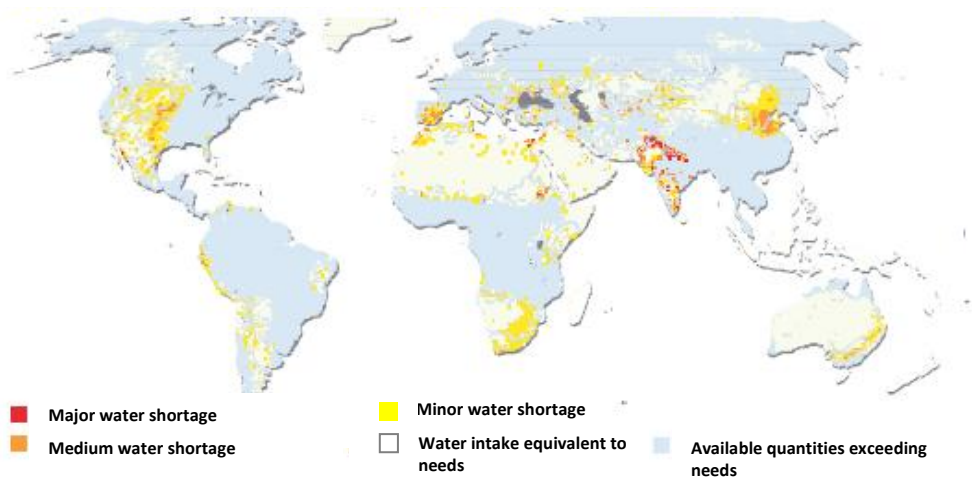 Major water shortage
Medium water shortage
Minor water shortage
Water intake equivalent to
needs
Available quantities exceeding
needs